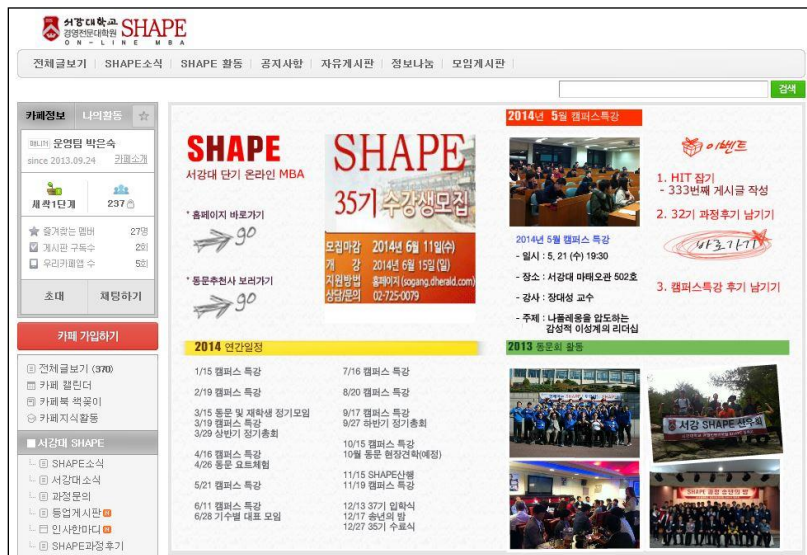 서강대학교
경영전문대학원 SHAPE
ON-LINE MBA
전체글보기 SHAPE소식 SHAPE 활동 공지사항 자유게시판 정보나눔 모임게시판
검색
카페정보 나의활동
매니저 운영팀 박은숙
since 2013.09.24 카페소개
새싹1단계 237
즐겨찾는 멤버 27명
게시판 구독수 2회
우리카페앱 수 5회
초대 채팅하기
카페 가입하기
전체글보기 (370)
카페 캘린더
카페북 책꽂이
카페지식활동
서강대 SHAPE
SHAPE소식
서강대소식
과정문의
등업게시판
인사한마디
SHAPE과정후기
SHAPE
서강대 단기 온라인 MBA
* 홈페이지 바로가기
go
* 동문추천사 보러가기
go
SHAPE
35기 수강생모집
모집마감 2014년 6월 11일(수)
개 강 2014년 6월 15일 (일)
지원방법 홈페이지 (sogang.dherald.com)
상담/문의 02-725-0079
2014년 5월 캠퍼스특강
2014년 5월 캠퍼스 특강
- 일시 : 5, 21 (수) 19:30
- 장소 : 서강대 마태오관 502호
- 강사 : 장대성 교수
- 주제 : 나폴레옹을 압도하는
감성적 이성계의 리더십
이벤트
1. HIT 잡기
- 333번째 게시글 작성
2. 32기 과정후기 남기기
바로가기
3. 캠퍼스특강 후기 남기기
2014 연간일정
1/15 캠퍼스 특강
2/19 캠퍼스 특강
3/15 동문 및 재학생 정기모임
3/19 캠퍼스 특강
3/29 상반기 정기총회
4/16 캠퍼스 특강
4/26 동문 요트체험
5/21 캠퍼스 특강
6/11 캠퍼스 특강
6/28 기수별 대표 모임
7/16 캠퍼스 특강
8/20 캠퍼스 특강
9/17 캠퍼스 특강
9/27 하반기 정기총회
10/15 캠퍼스 특강
10월 동문 현장견학(예정)
11/15 SHAPE산행
11/19 캠퍼스 특강
12/13 37기 입학식
12/17 송년의 밤
12/27 35기 수료식
2013 동문회 활동
서강 SHAPE 산우회
SHAPE 동문 송년의 밤